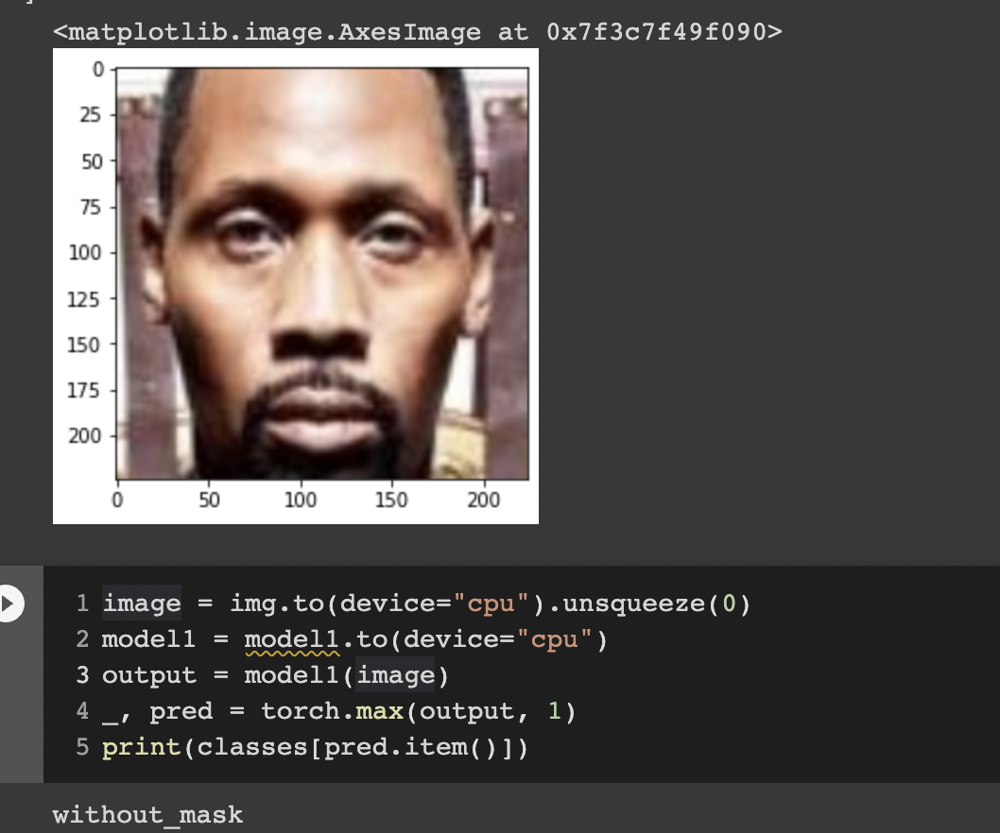 <matplotlib.image.AxesImage at 0x7f3c7f49f090>
0
25
50
75
100
125
150
175
200
0 50 100 150 200
1 image = img.to(device="cpu").unsqueeze(0)
2 model1 = model1.to(device="cpu")
3 output = model1(image)
4 _, pred = torch.max(output, 1)
5 print(classes[pred.item()])
without_mask